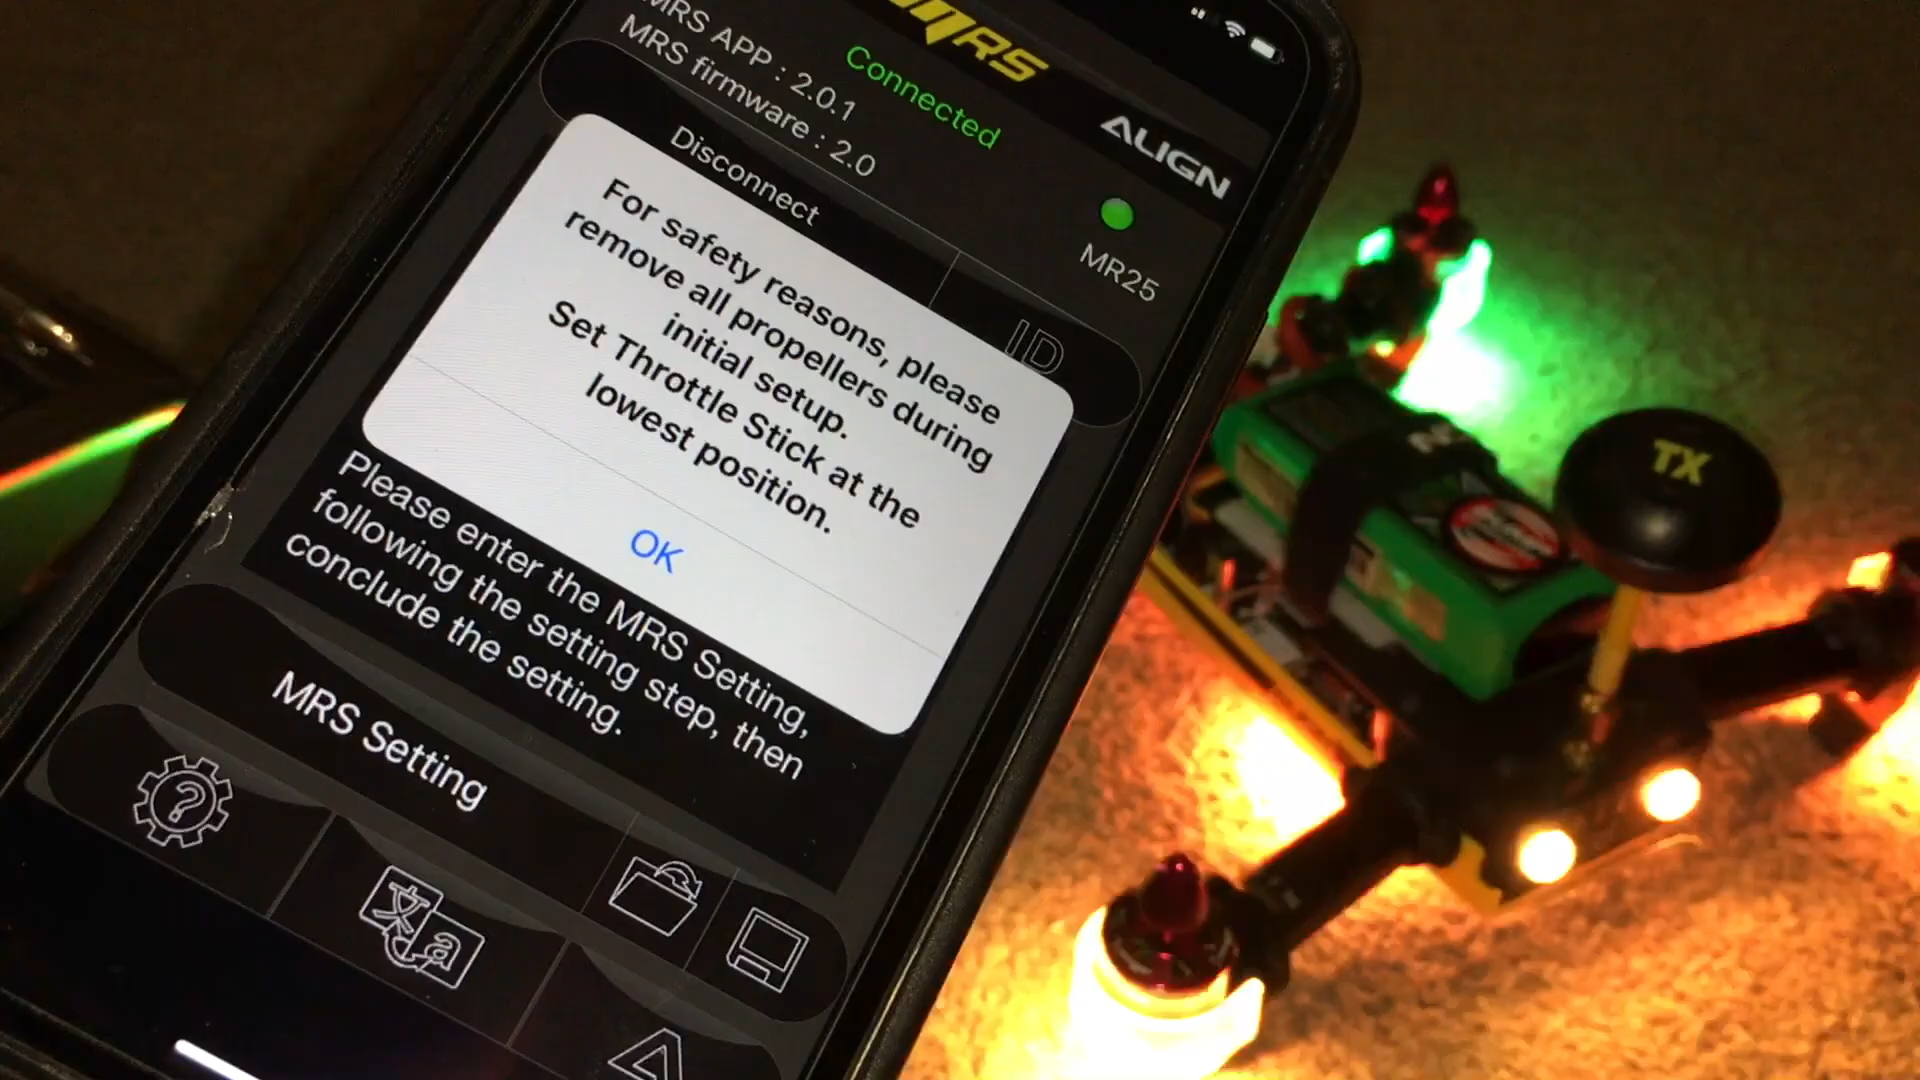 MRS
MRS APP : 2.0.1
MRS firmware : 2.0
Connected
ALIGN
Disconnect
MR25
ID
For safety reasons, please
remove all propellers during
initial setup.
Set Throttle Stick at the
lowest position.
OK
Please enter the MRS Setting,
following the setting step, then
conclude the setting.
MRS Setting
?
文
a
TX